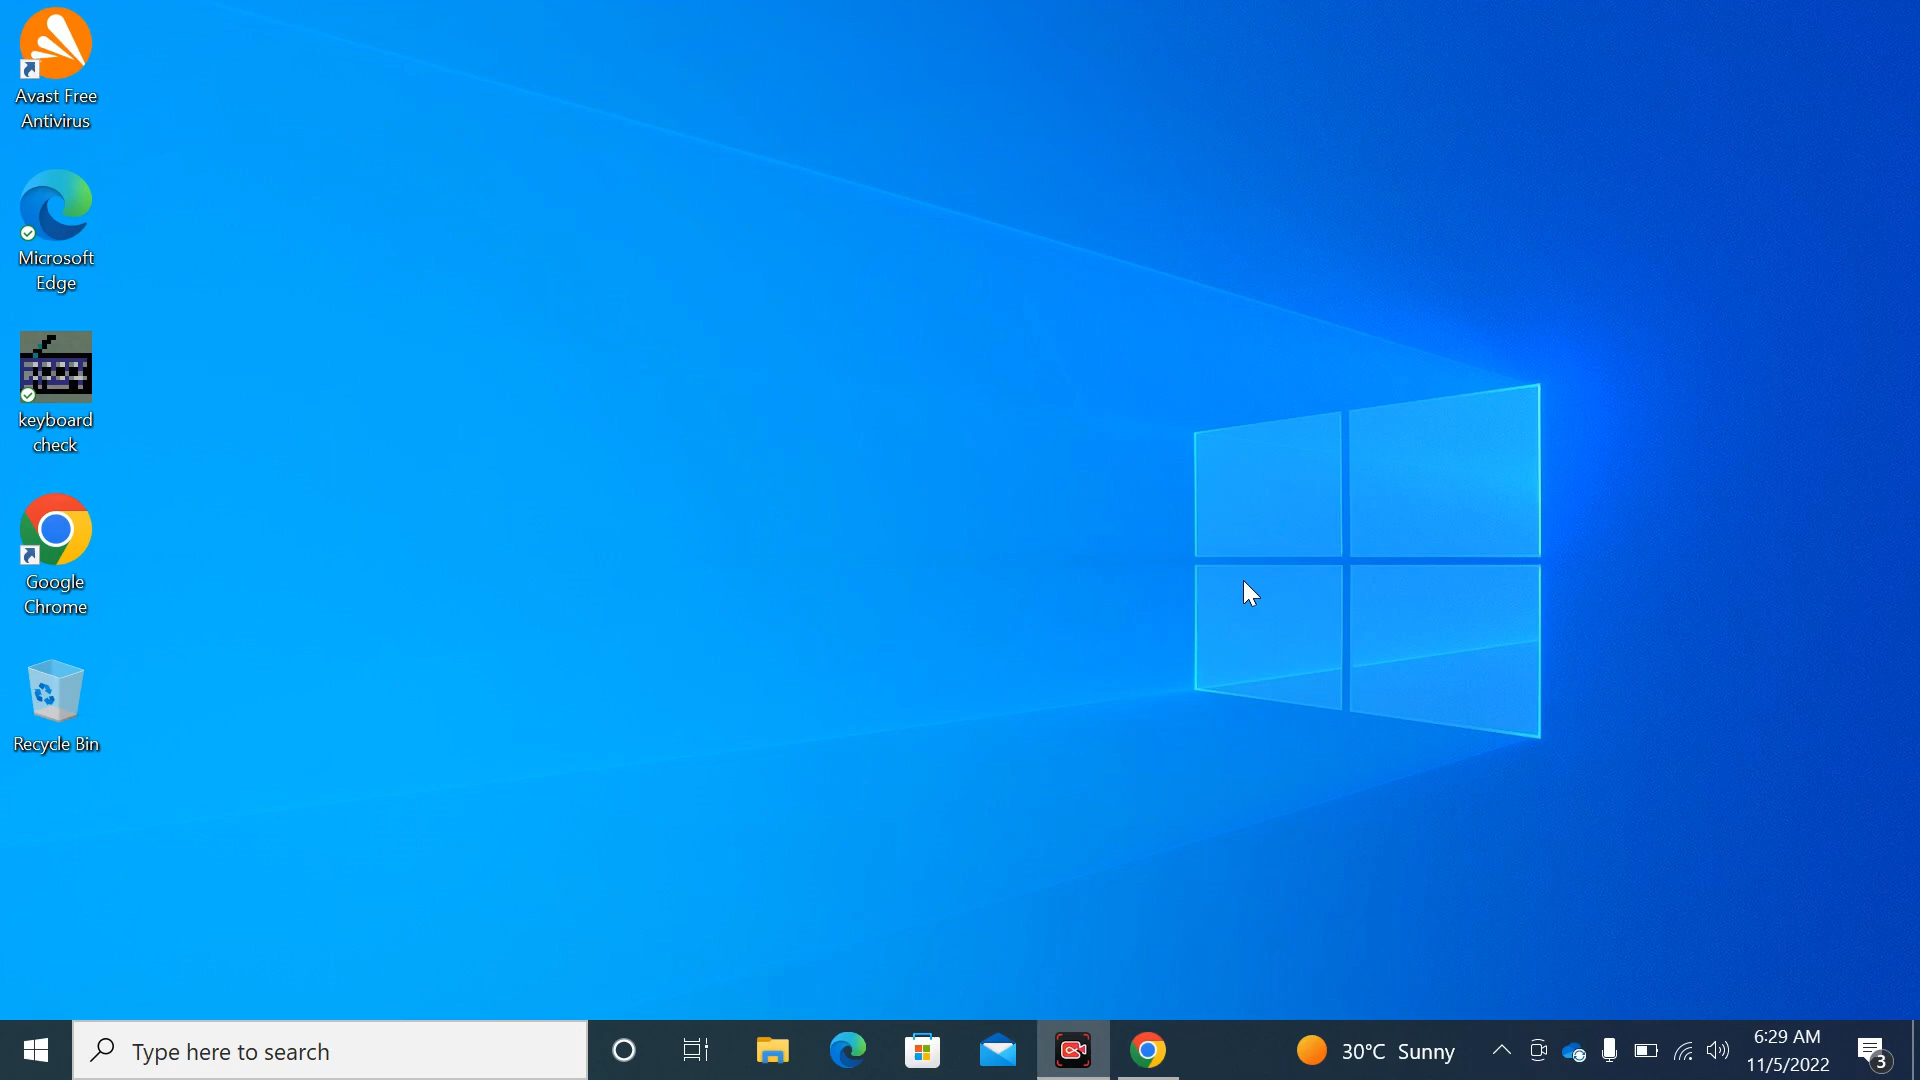 Avast Free
Antivirus
Microsoft
Edge
keyboard
check
Google
Chrome
Recycle Bin
Type here to search
30°C Sunny
6:29 AM
11/5/2022
3